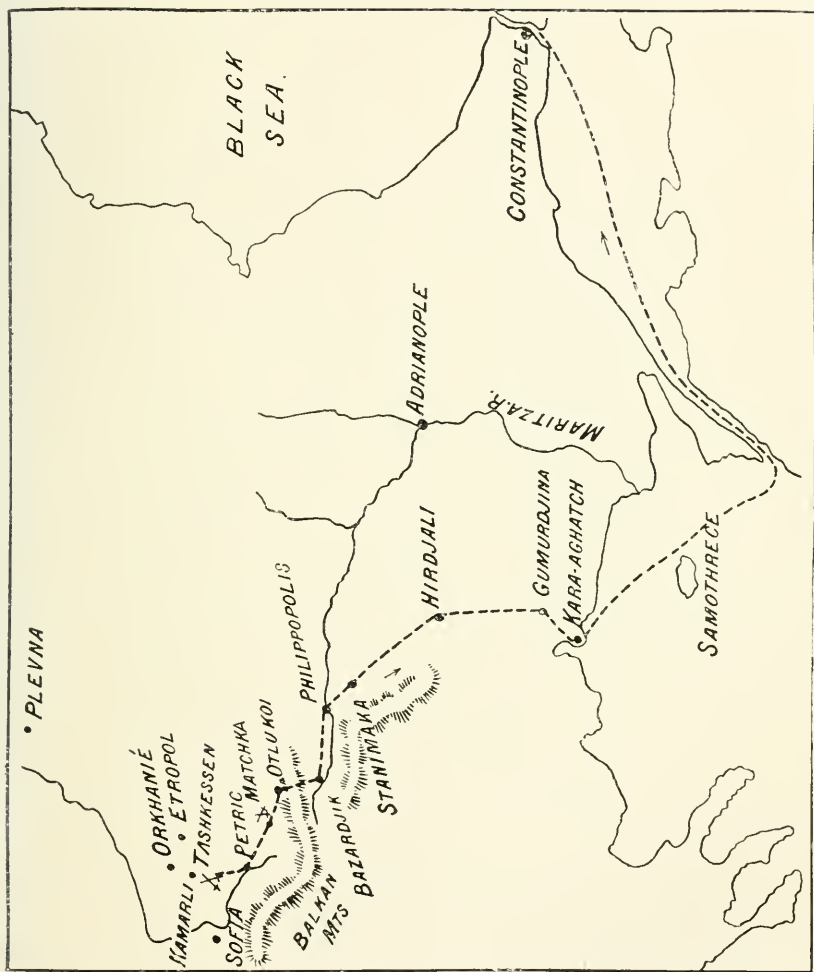 PLEVNA
ORKHANIÉ
ETROPOL
KAMARLI
TASHKESSEN
SOFIA
PETRIC
MATCHKA
OTLUKOI
BLACK
SEA.
PHILIPPOPOLIS
BALKAN
MTS
BAZARDJIK
STANIMAKA
ADRIANOPLE
HIRDJALI
MARITZA.R.
CONSTANTINOPLE
GUMURDJINA
KARA-AGHATCH
SAMOTHRECE